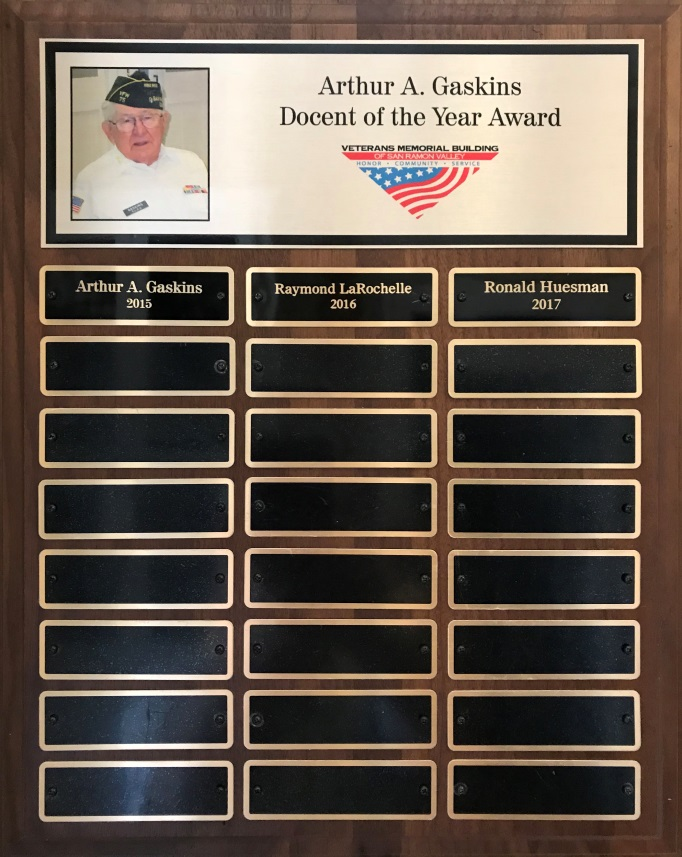 Arthur A. Gaskins
Docent of the Year Award
VETERANS MEMORIAL BUILDING
OF SAN RAMON VALLEY
HONOR • COMMUNITY • SERVICE
Arthur A. Gaskins
2015
Raymond LaRochelle
2016
Ronald Huesman
2017